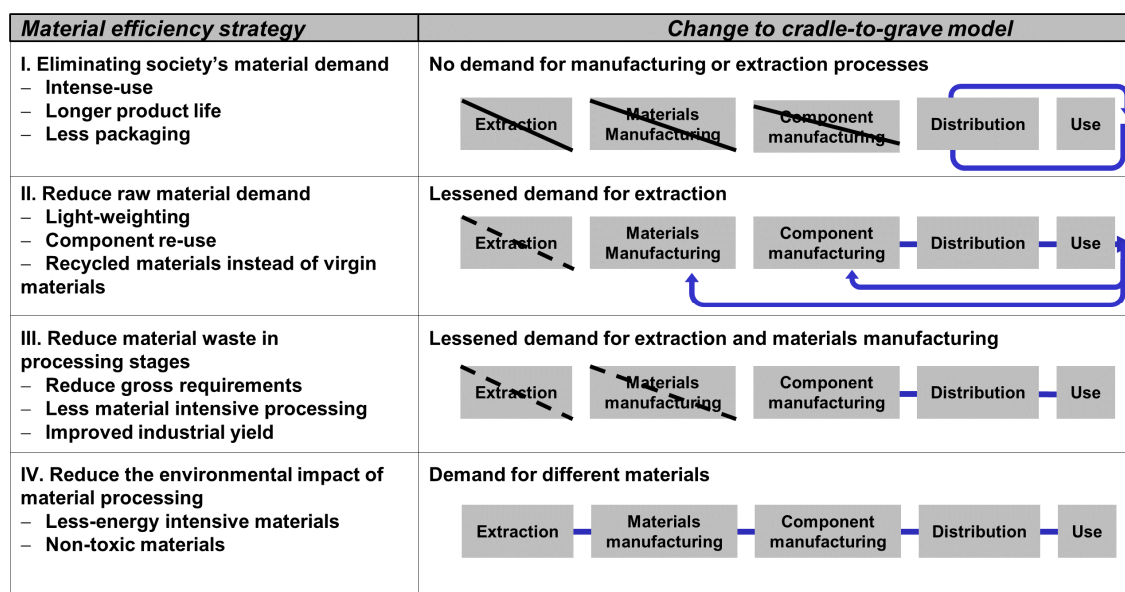 Material efficiency strategy
Change to cradle-to-grave model
I. Eliminating society's material demand
– Intense-use
– Longer product life
– Less packaging
No demand for manufacturing or extraction processes
Extraction
Materials
Manufacturing
Component
manufacturing
Distribution
Use
II. Reduce raw material demand
– Light-weighting
– Component re-use
– Recycled materials instead of virgin
materials
Lessened demand for extraction
Extraction
Materials
Manufacturing
Component
manufacturing
Distribution
Use
III. Reduce material waste in
processing stages
– Reduce gross requirements
– Less material intensive processing
– Improved industrial yield
Lessened demand for extraction and materials manufacturing
Extraction
Materials
manufacturing
Component
manufacturing
Distribution
Use
IV. Reduce the environmental impact of
material processing
– Less-energy intensive materials
– Non-toxic materials
Demand for different materials
Extraction
Materials
manufacturing
Component
manufacturing
Distribution
Use